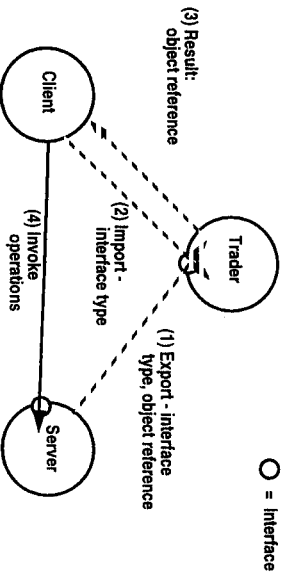 (3) Result:
object reference
Trader
= Interface
(1) Export - interface
type, object reference
(2) Import -
interface type
Client
(4) Invoke
operations
Server